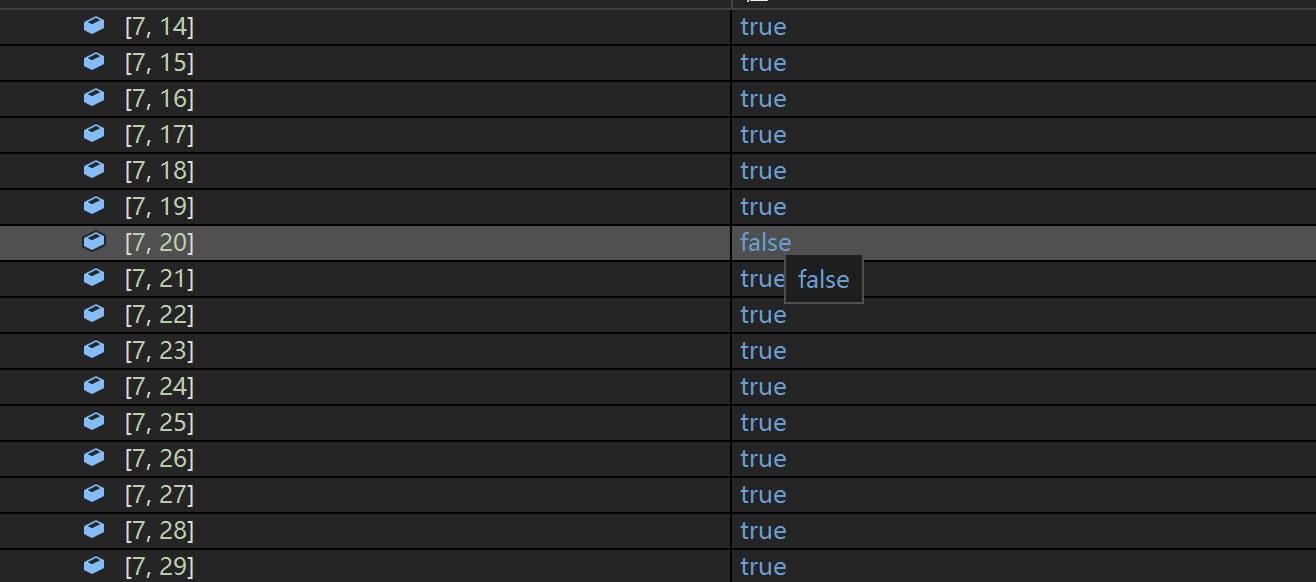 [7, 14] true
[7, 15] true
[7, 16] true
[7, 17] true
[7, 18] true
[7, 19] true
[7, 20] false
[7, 21] true false
[7, 22] true
[7, 23] true
[7, 24] true
[7, 25] true
[7, 26] true
[7, 27] true
[7, 28] true
[7, 29] true